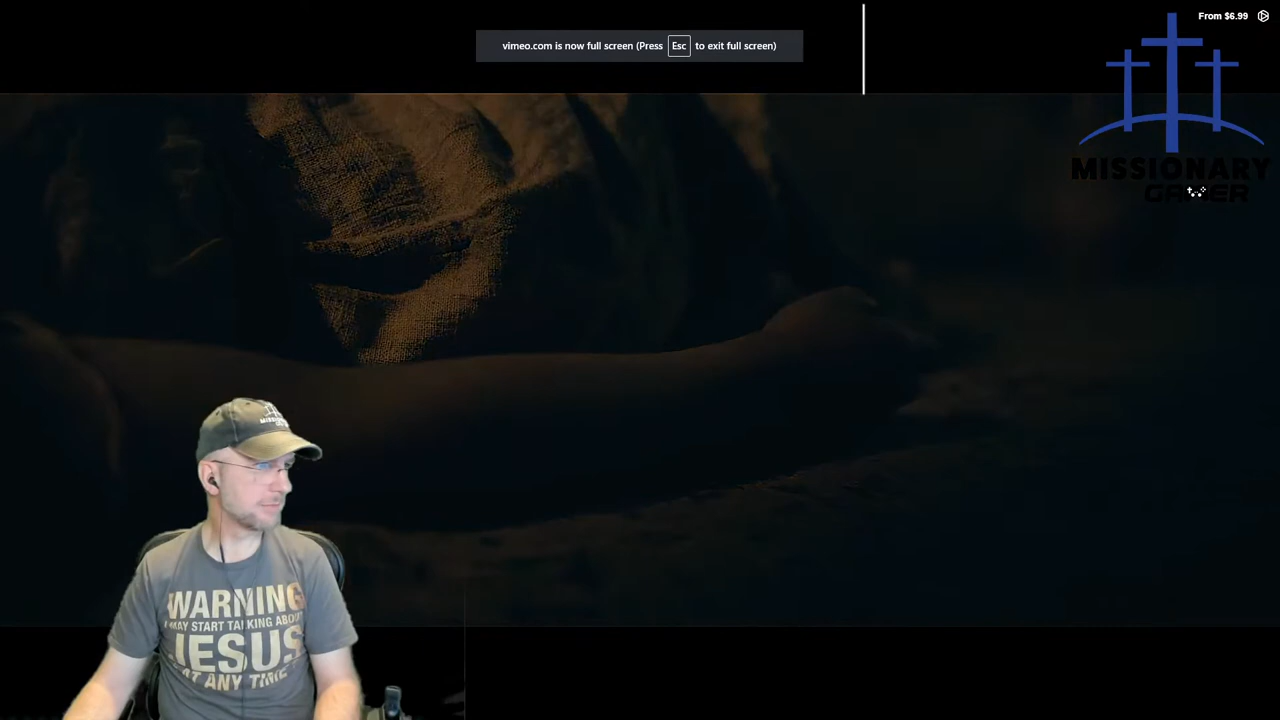 From $6.99
vimeo.com is now full screen (Press Esc to exit full screen)
MISSIONARY
GAMER
WARNING
I MAY START TALKING ABOUT
JESUS
AT ANY TIME